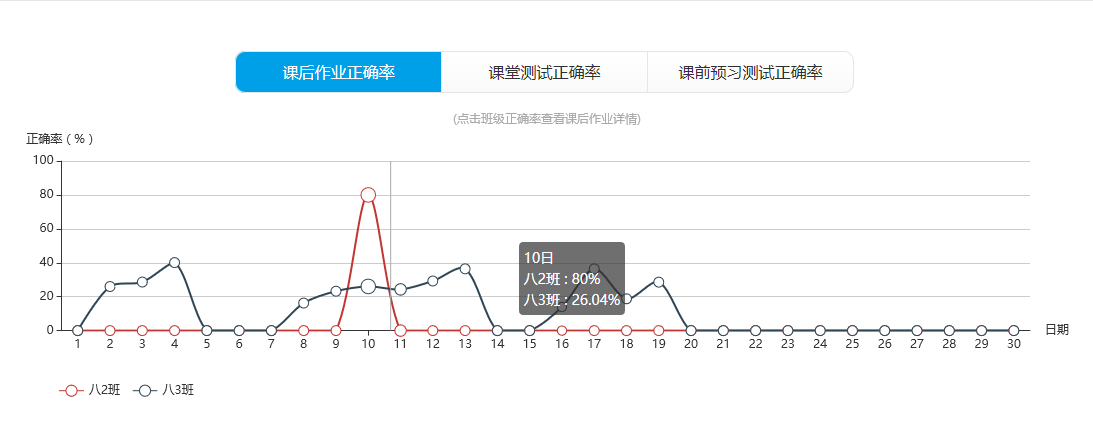 课后作业正确率 课堂测试正确率 课前预习测试正确率
(点击班级正确率查看课后作业详情)
正确率 ( % )
100
80
60
40
20
0
10日
八2班 : 80%
八3班 : 26.04%
1 2 3 4 5 6 7 8 9 10 11 12 13 14 15 16 17 18 19 20 21 22 23 24 25 26 27 28 29 30 日期
八2班 八3班